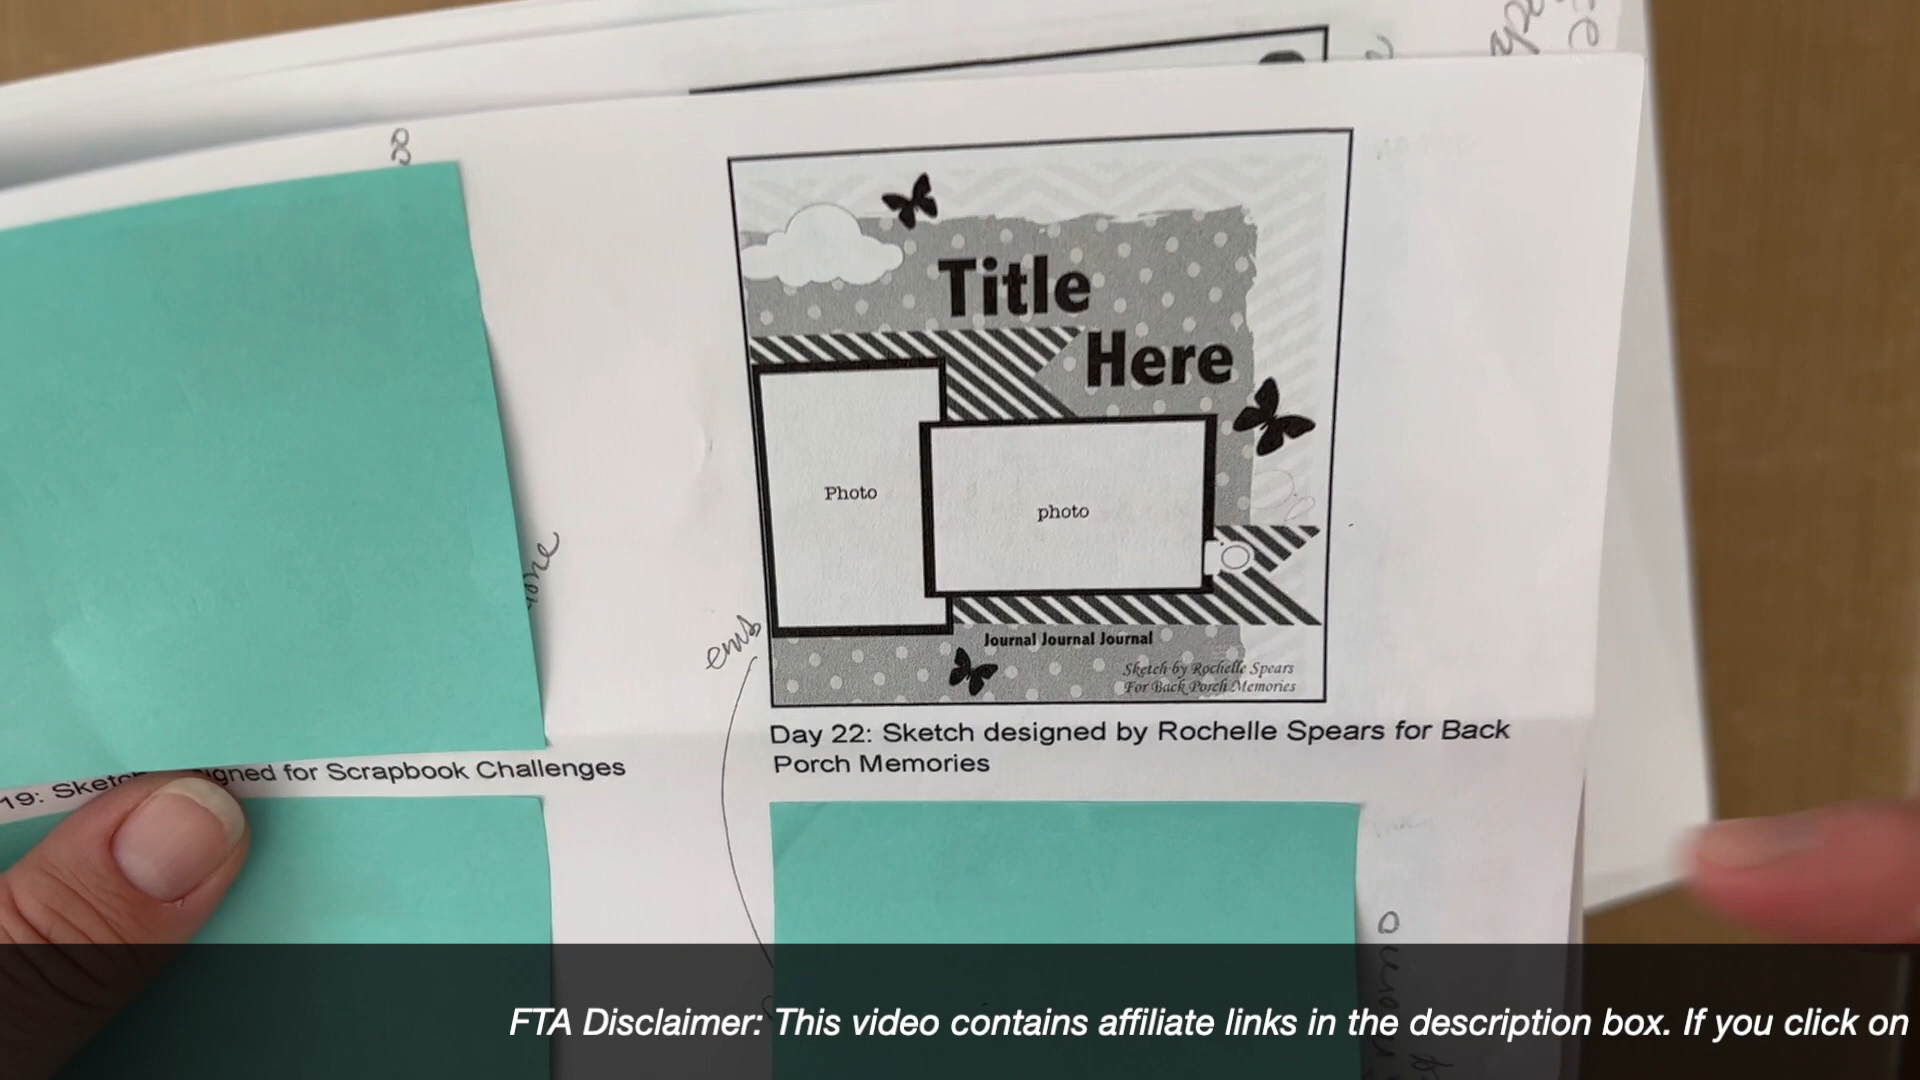 Title
Here
Photo
photo
Journal Journal Journal
Sketch by Rochelle Spears
For Back Porch Memories
ems
Day 22: Sketch designed by Rochelle Spears for Back
Porch Memories
19: Sketch
igned for Scrapbook Challenges
FTA Disclaimer: This video contains affiliate links in the description box. If you click on